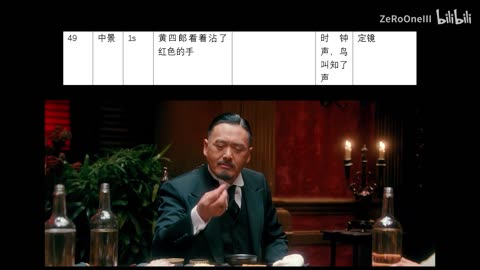 ZeRoOneIII bilibili
49 中景 1s 黄四郎看着沾了 时钟
红色的手 声，鸟 定镜
叫知了
声